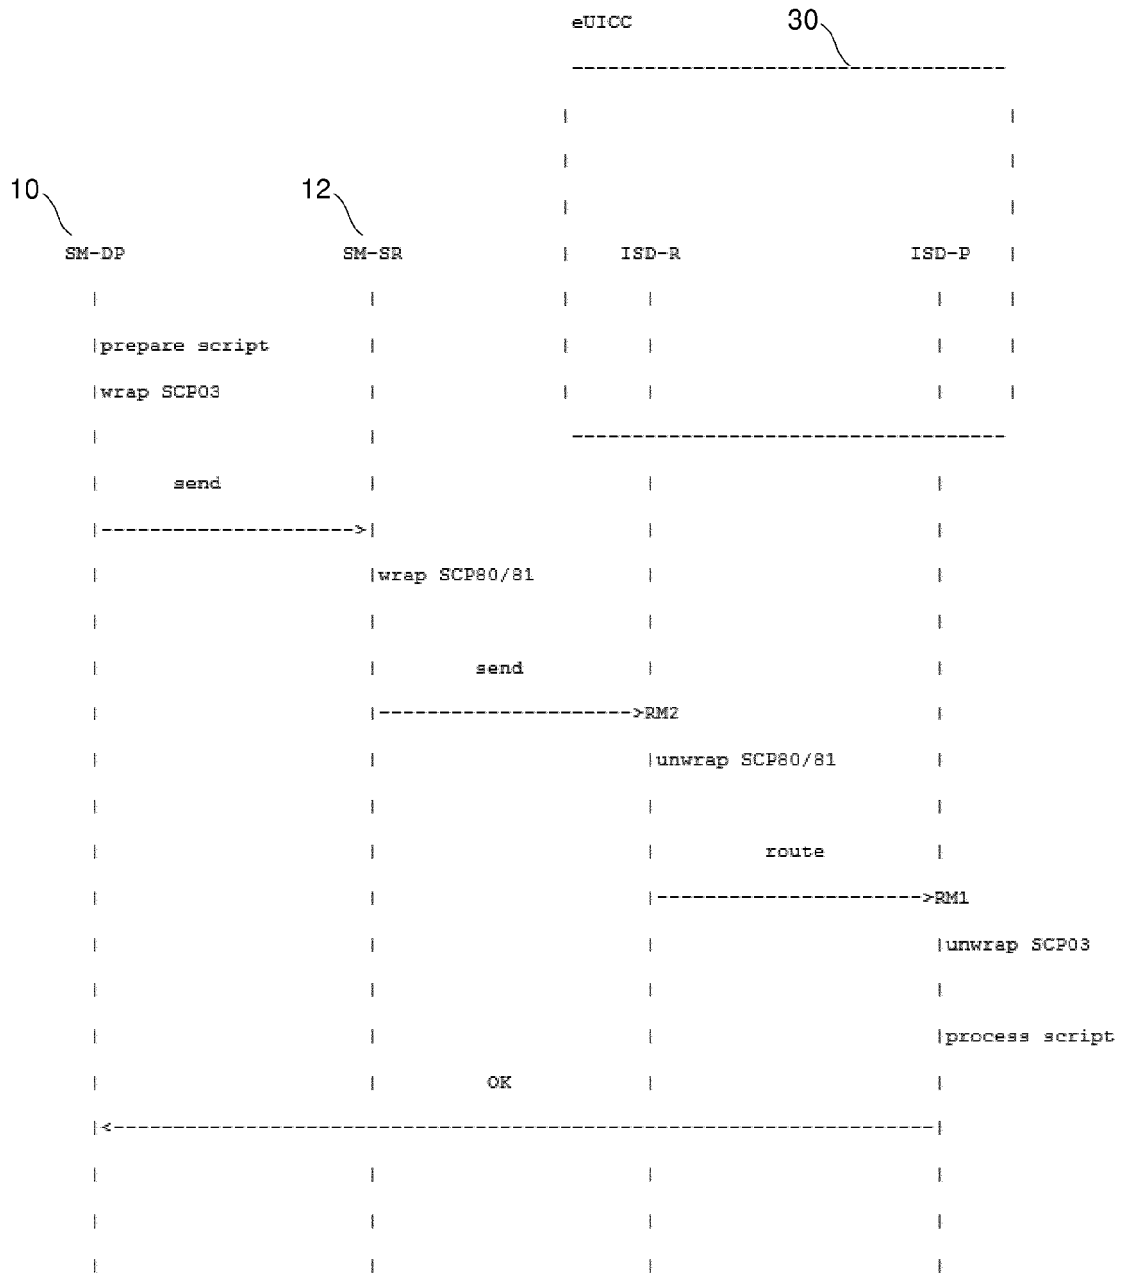 eUICC
30
10
12
SM-DP
SM-SR
ISD-R
ISD-P
prepare script
wrap SCP03
send
wrap SCP80/81
send
RM2
unwrap SCP80/81
route
RM1
unwrap SCP03
process script
OK